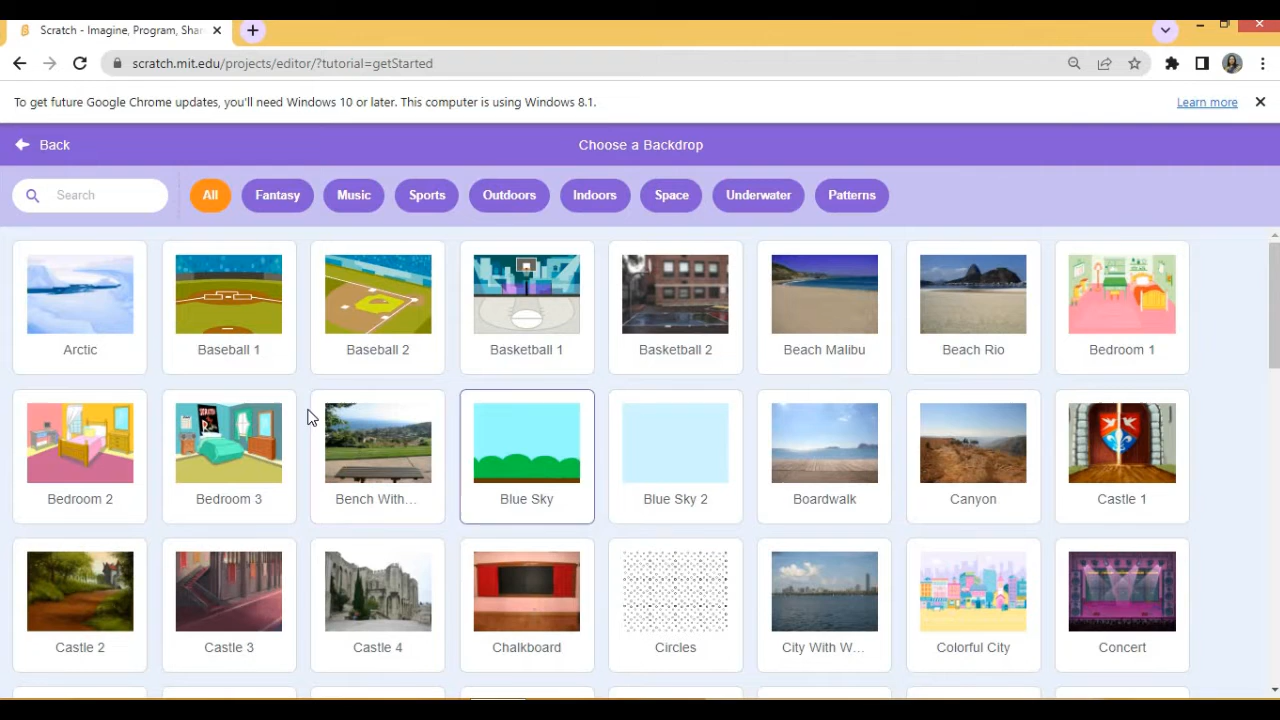 Scratch - Imagine, Program, Shar
scratch.mit.edu/projects/editor/?tutorial=getStarted
To get future Google Chrome updates, you'll need Windows 10 or later. This computer is using Windows 8.1. Learn more
Back Choose a Backdrop
Search All Fantasy Music Sports Outdoors Indoors Space Underwater Patterns
Arctic Baseball 1 Baseball 2 Basketball 1 Basketball 2 Beach Malibu Beach Rio Bedroom 1
Bedroom 2 Bedroom 3 Bench With... Blue Sky Blue Sky 2 Boardwalk Canyon Castle 1
Castle 2 Castle 3 Castle 4 Chalkboard Circles City With W... Colorful City Concert